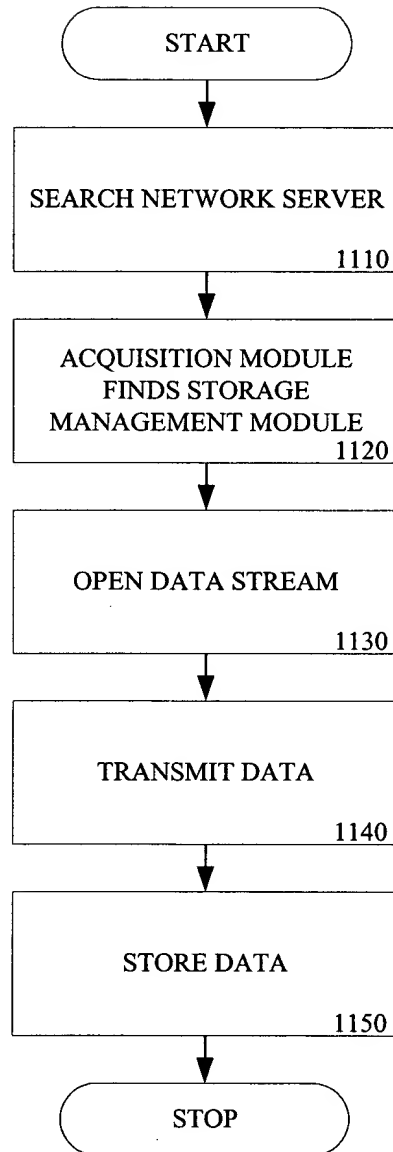 START
SEARCH NETWORK SERVER
1110
ACQUISITION MODULE
FINDS STORAGE
MANAGEMENT MODULE
1120
OPEN DATA STREAM
1130
TRANSMIT DATA
1140
STORE DATA
1150
STOP